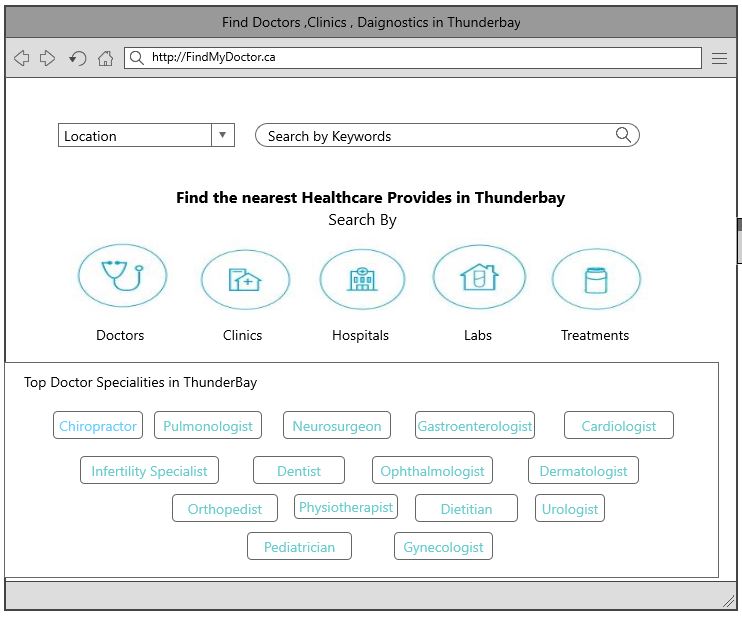 Find Doctors ,Clinics , Daignostics in Thunderbay
http://FindMyDoctor.ca
Location Search by Keywords
Find the nearest Healthcare Provides in Thunderbay
Search By
Doctors Clinics Hospitals Labs Treatments
Top Doctor Specialities in ThunderBay
Chiropractor Pulmonologist Neurosurgeon Gastroenterologist Cardiologist
Infertility Specialist Dentist Ophthalmologist Dermatologist
Orthopedist Physiotherapist Dietitian Urologist
Pediatrician Gynecologist